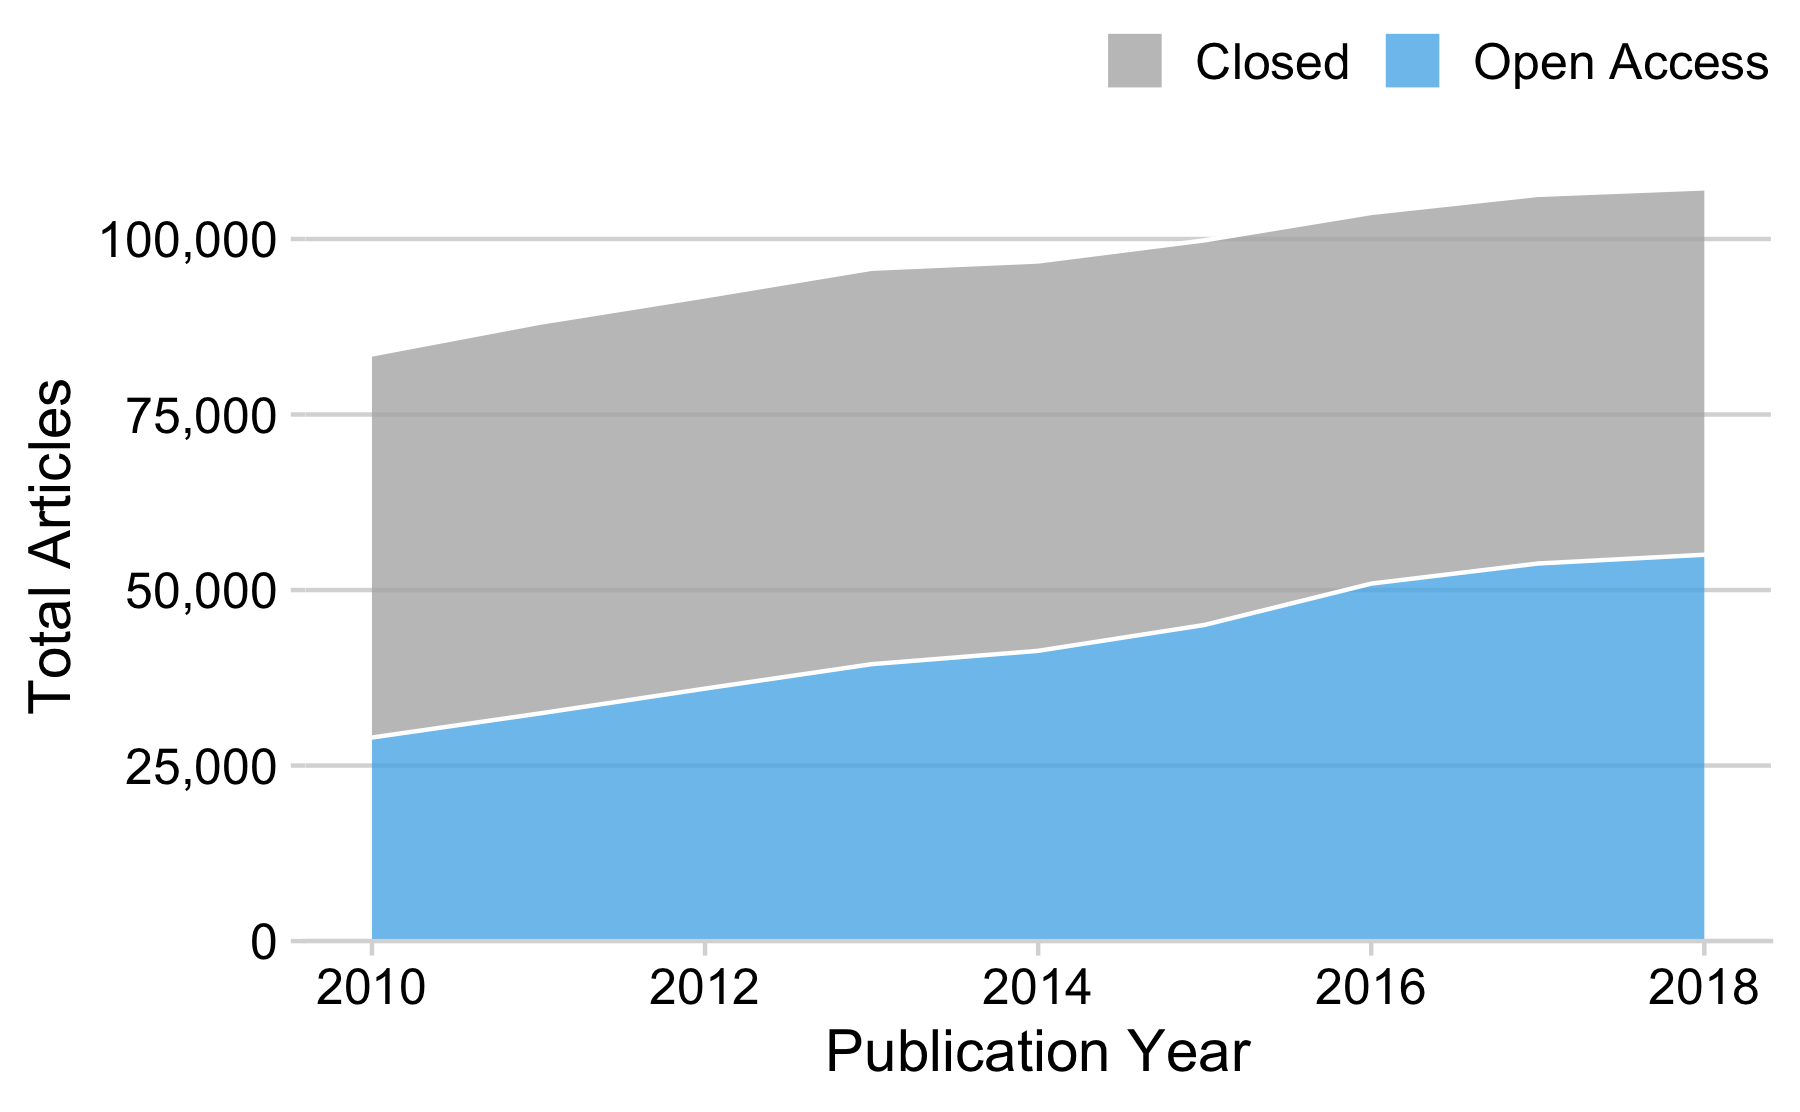 Closed Open Access
100,000
75,000
50,000
25,000
0
Total Articles
2010 2012 2014 2016 2018
Publication Year